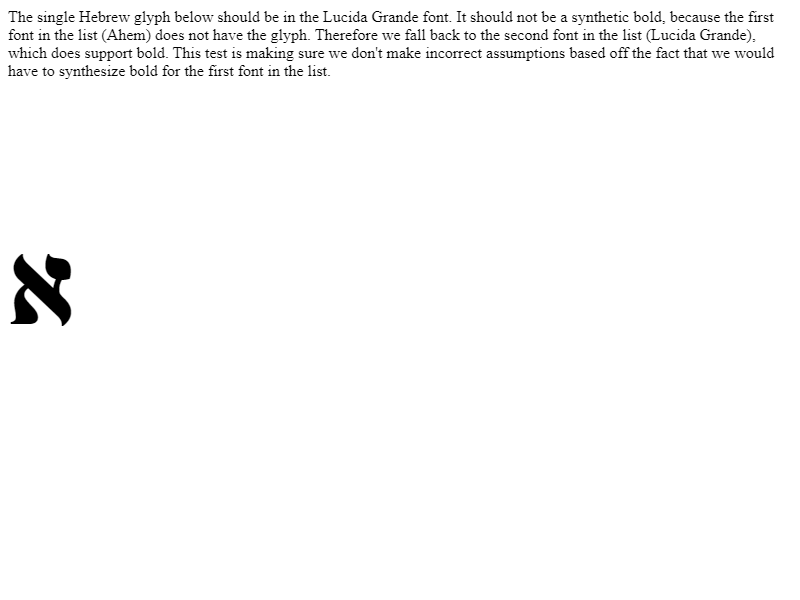 The single Hebrew glyph below should be in the Lucida Grande font. It should not be a synthetic bold, because the first
font in the list (Ahem) does not have the glyph. Therefore we fall back to the second font in the list (Lucida Grande),
which does support bold. This test is making sure we don't make incorrect assumptions based off the fact that we would
have to synthesize bold for the first font in the list.
א